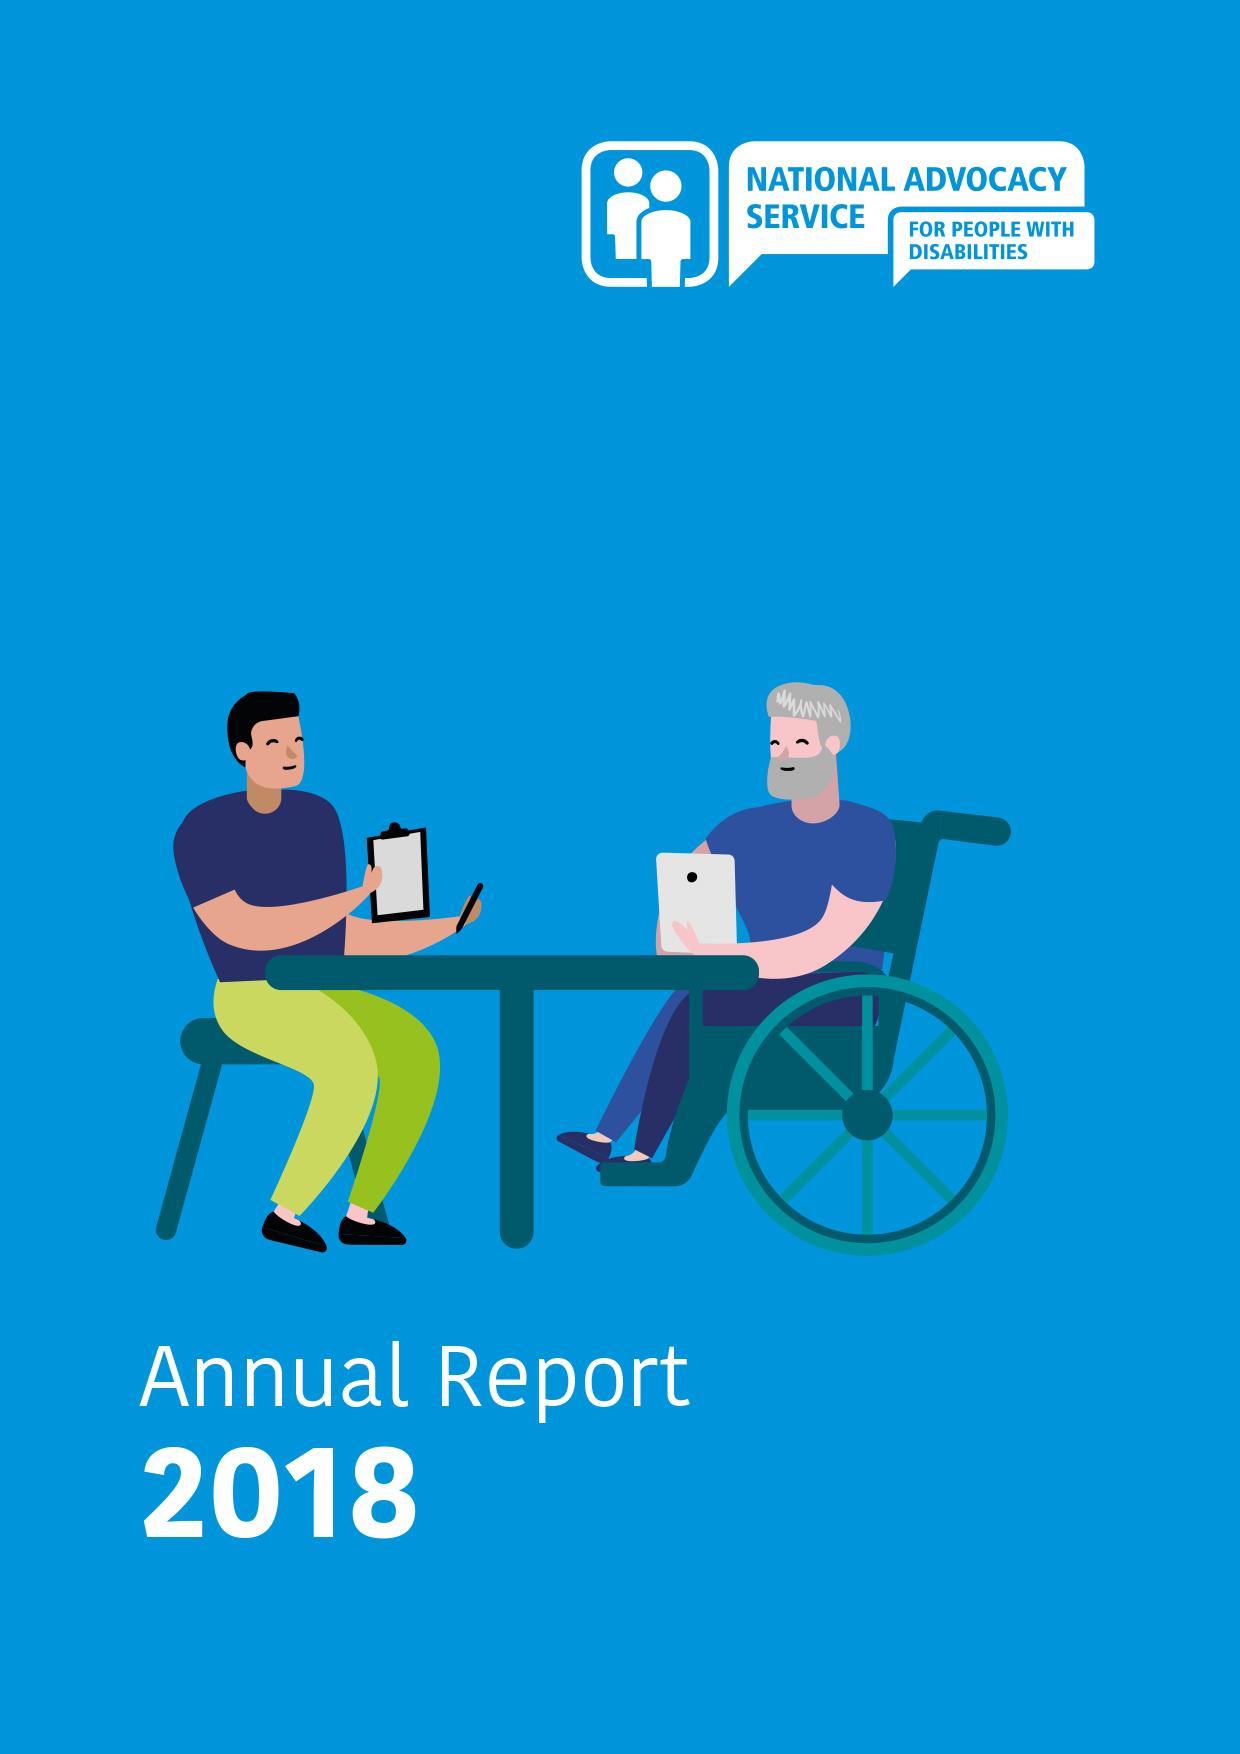 NATIONAL ADVOCACY
SERVICE
FOR PEOPLE WITH
DISABILITIES
Annual Report
2018